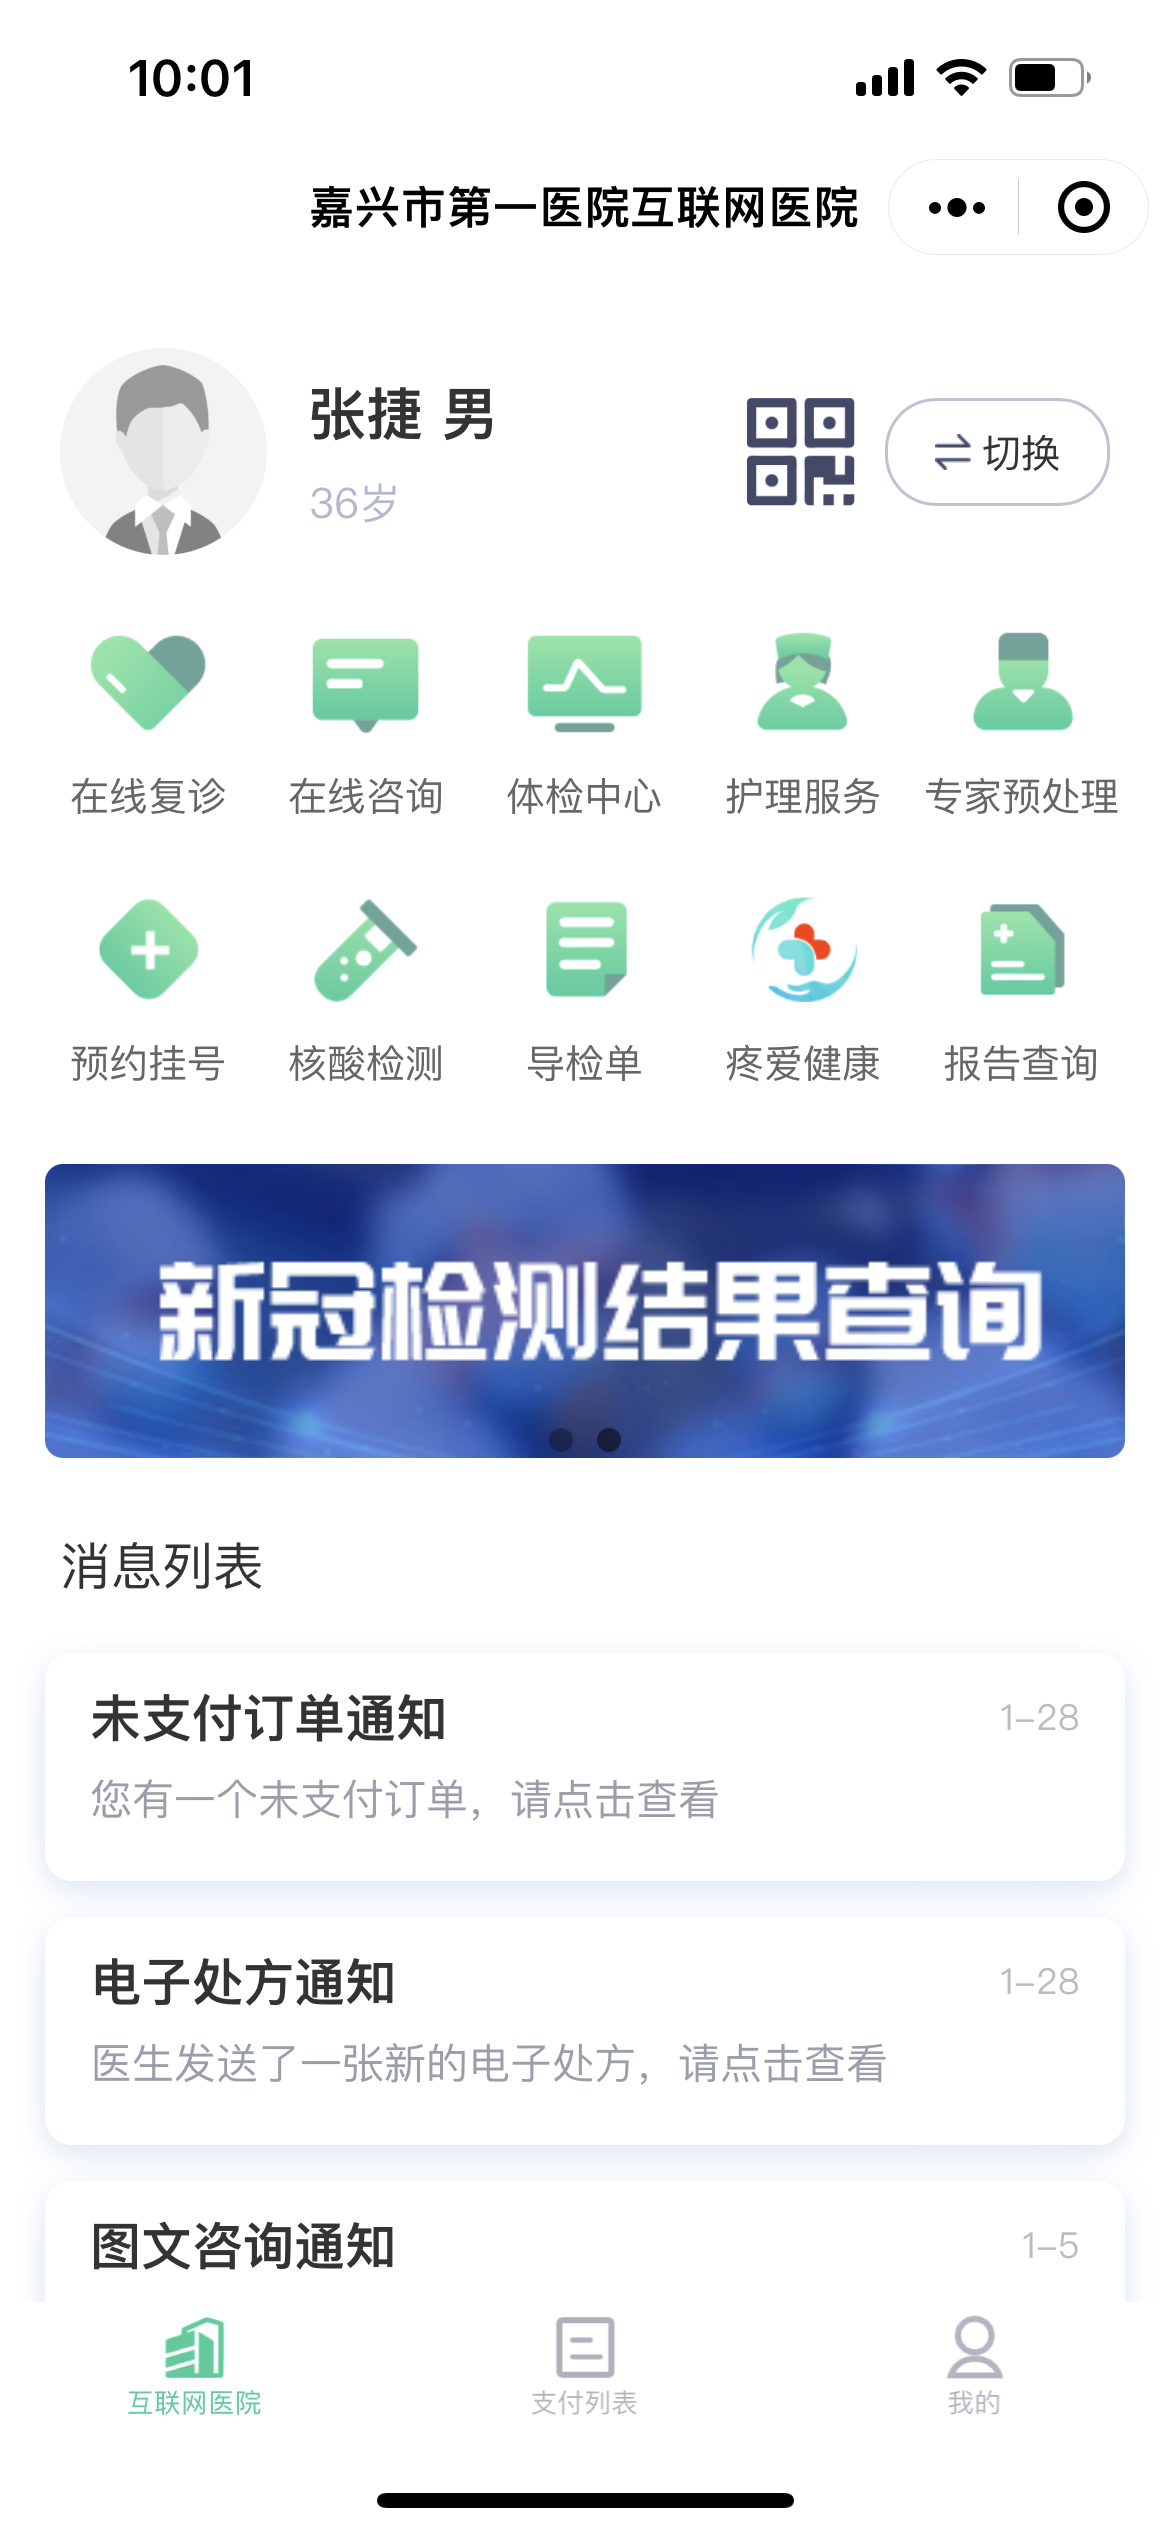 10:01
嘉兴市第一医院互联网医院
张捷 男
36岁
切换
在线复诊 在线咨询 体检中心 护理服务 专家预处理
预约挂号 核酸检测 导检单 疼爱健康 报告查询
新冠检测结果查询
消息列表
未支付订单通知 1-28
您有一个未支付订单，请点击查看
电子处方通知 1-28
医生发送了一张新的电子处方，请点击查看
图文咨询通知 1-5
互联网医院 支付列表 我的